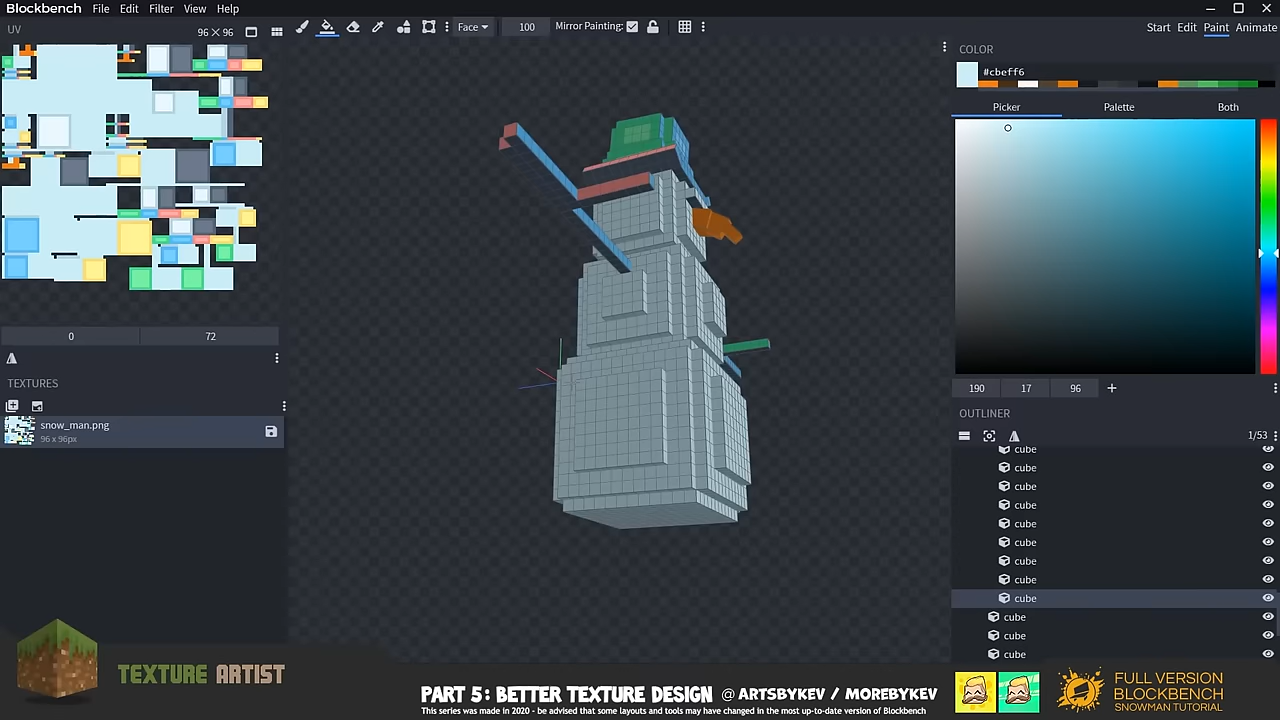 Blockbench File Edit Filter View Help
UV 96 × 96 Face 100 Mirror Painting: Start Edit Paint Animate
COLOR
#cbeff6
Picker Palette Both
0 72
TEXTURES
snow_man.png
96 x 96px
190 17 96
OUTLINER
1/53
cube
cube
cube
cube
cube
cube
cube
cube
cube
cube
cube
cube
TEXTURE ARTIST
PART 5: BETTER TEXTURE DESIGN @ARTSBYKEV / MOREBYKEV
This series was made in 2020 - be advised that some layouts and tools may have changed in the most up-to-date version of Blockbench
FULL VERSION
BLOCKBENCH
SNOWMAN TUTORIAL